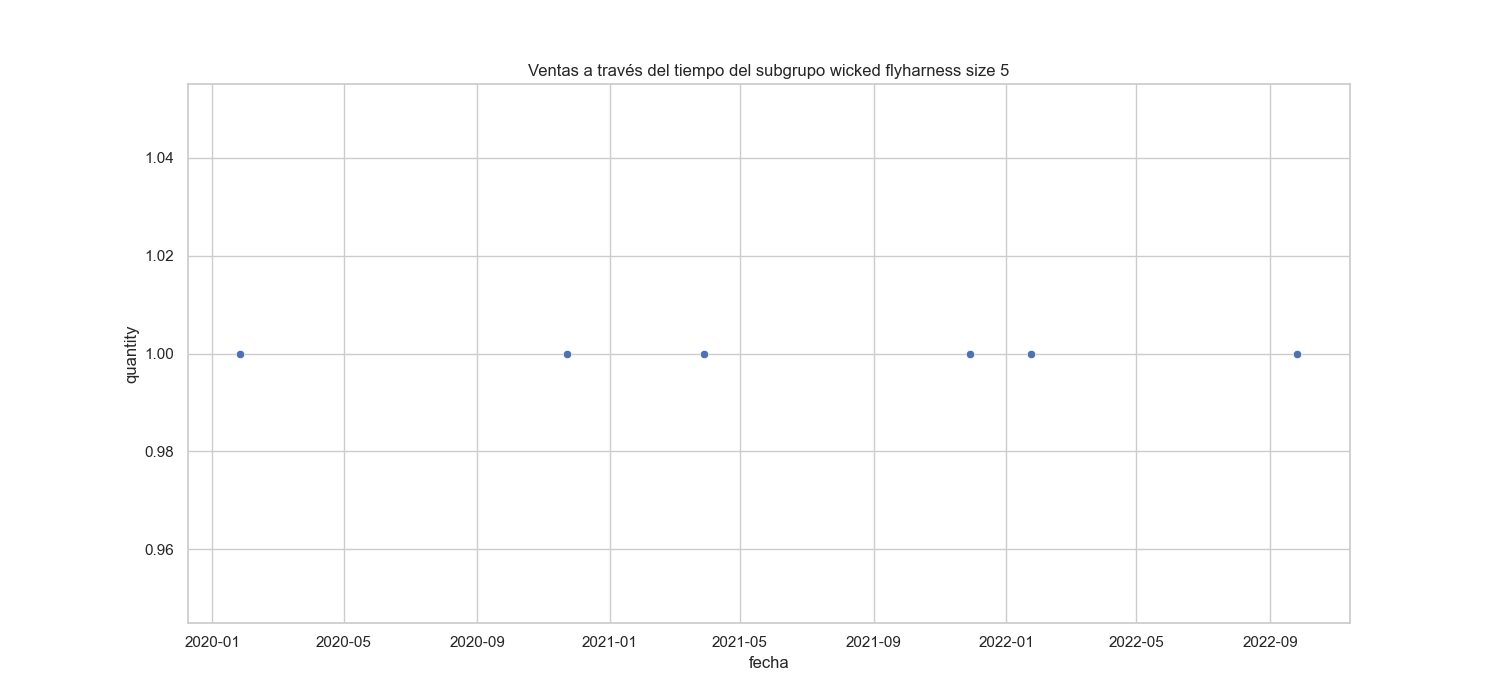 Ventas a través del tiempo del subgrupo wicked flyharness size 5
1.04
1.02
1.00
0.98
0.96
quantity
2020-01 2020-05 2020-09 2021-01 2021-05 2021-09 2022-01 2022-05 2022-09
fecha